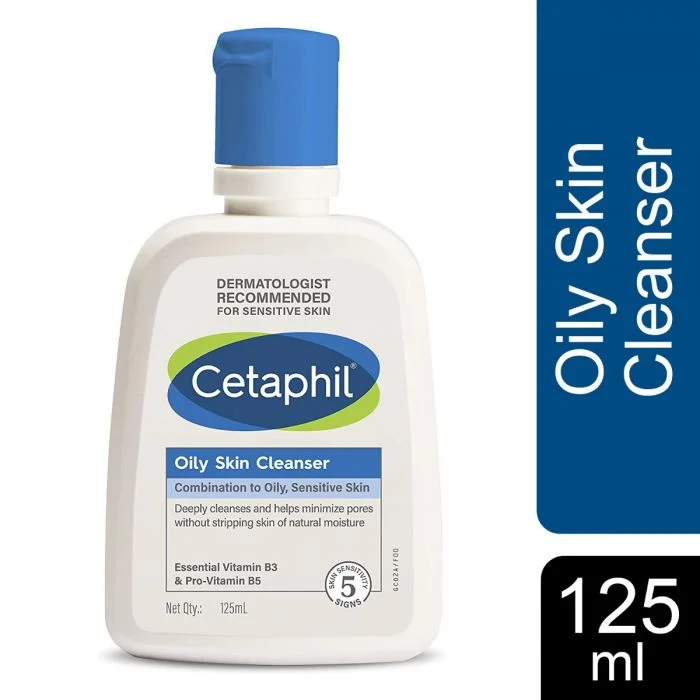 DERMATOLOGIST
RECOMMENDED
FOR SENSITIVE SKIN
Cetaphil®
Oily Skin Cleanser
Combination to Oily, Sensitive Skin
Deeply cleanses and helps minimize pores
without stripping skin of natural moisture
Essential Vitamin B3
& Pro-Vitamin B5
SKIN SENSITIVITY
5
SIGNS
GC02A/F00
Net Qty.: 125mL
Oily Skin
Cleanser
125
ml